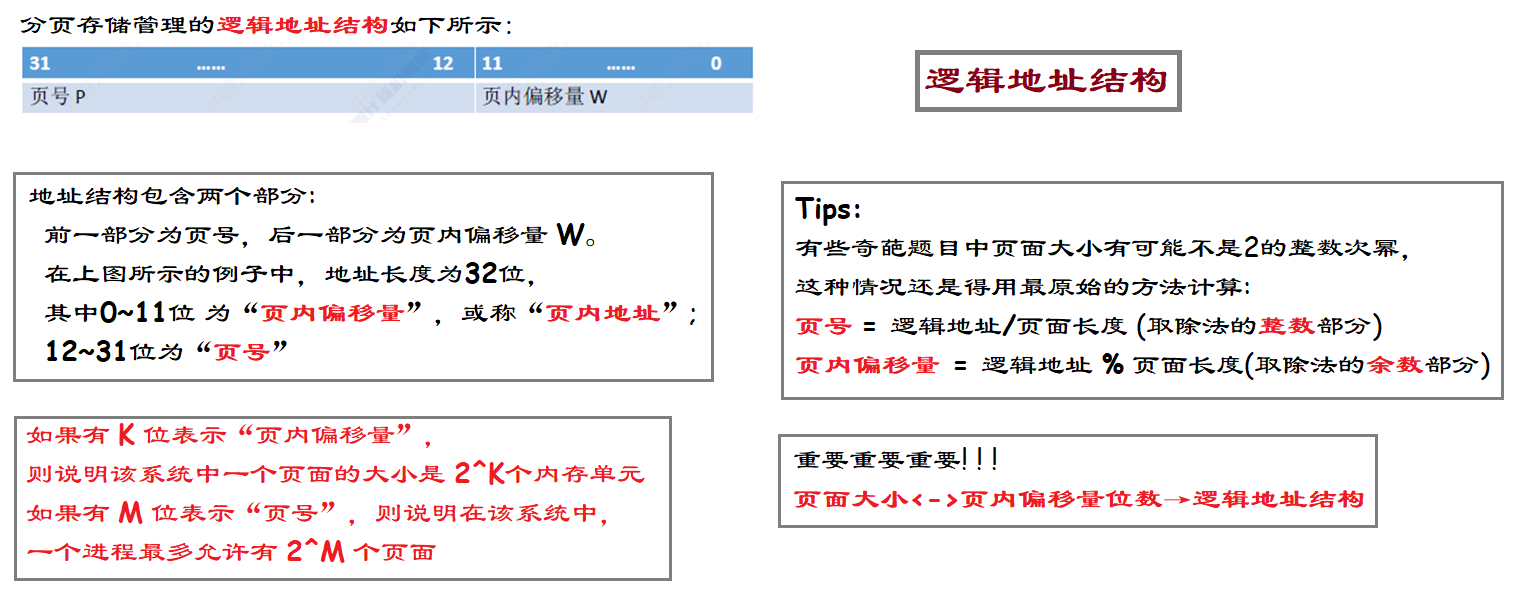 分页存储管理的逻辑地址结构如下所示：
31 …… 12 11 …… 0
页号 P 页内偏移量 W
逻辑地址结构
地址结构包含两个部分：
前一部分为页号，后一部分为页内偏移量 W。
在上图所示的例子中，地址长度为32位，
其中0~11位 为“页内偏移量”，或称“页内地址”；
12~31位为“页号”
Tips：
有些奇葩题目中页面大小有可能不是2的整数次幂，
这种情况还是得用最原始的方法计算：
页号 = 逻辑地址/页面长度 (取除法的整数部分)
页内偏移量 = 逻辑地址 % 页面长度(取除法的余数部分)
如果有 K 位表示“页内偏移量”，
则说明该系统中一个页面的大小是 2^K个内存单元
如果有 M 位表示“页号”，则说明在该系统中，
一个进程最多允许有 2^M 个页面
重要重要重要!!!
页面大小<->页内偏移量位数→逻辑地址结构